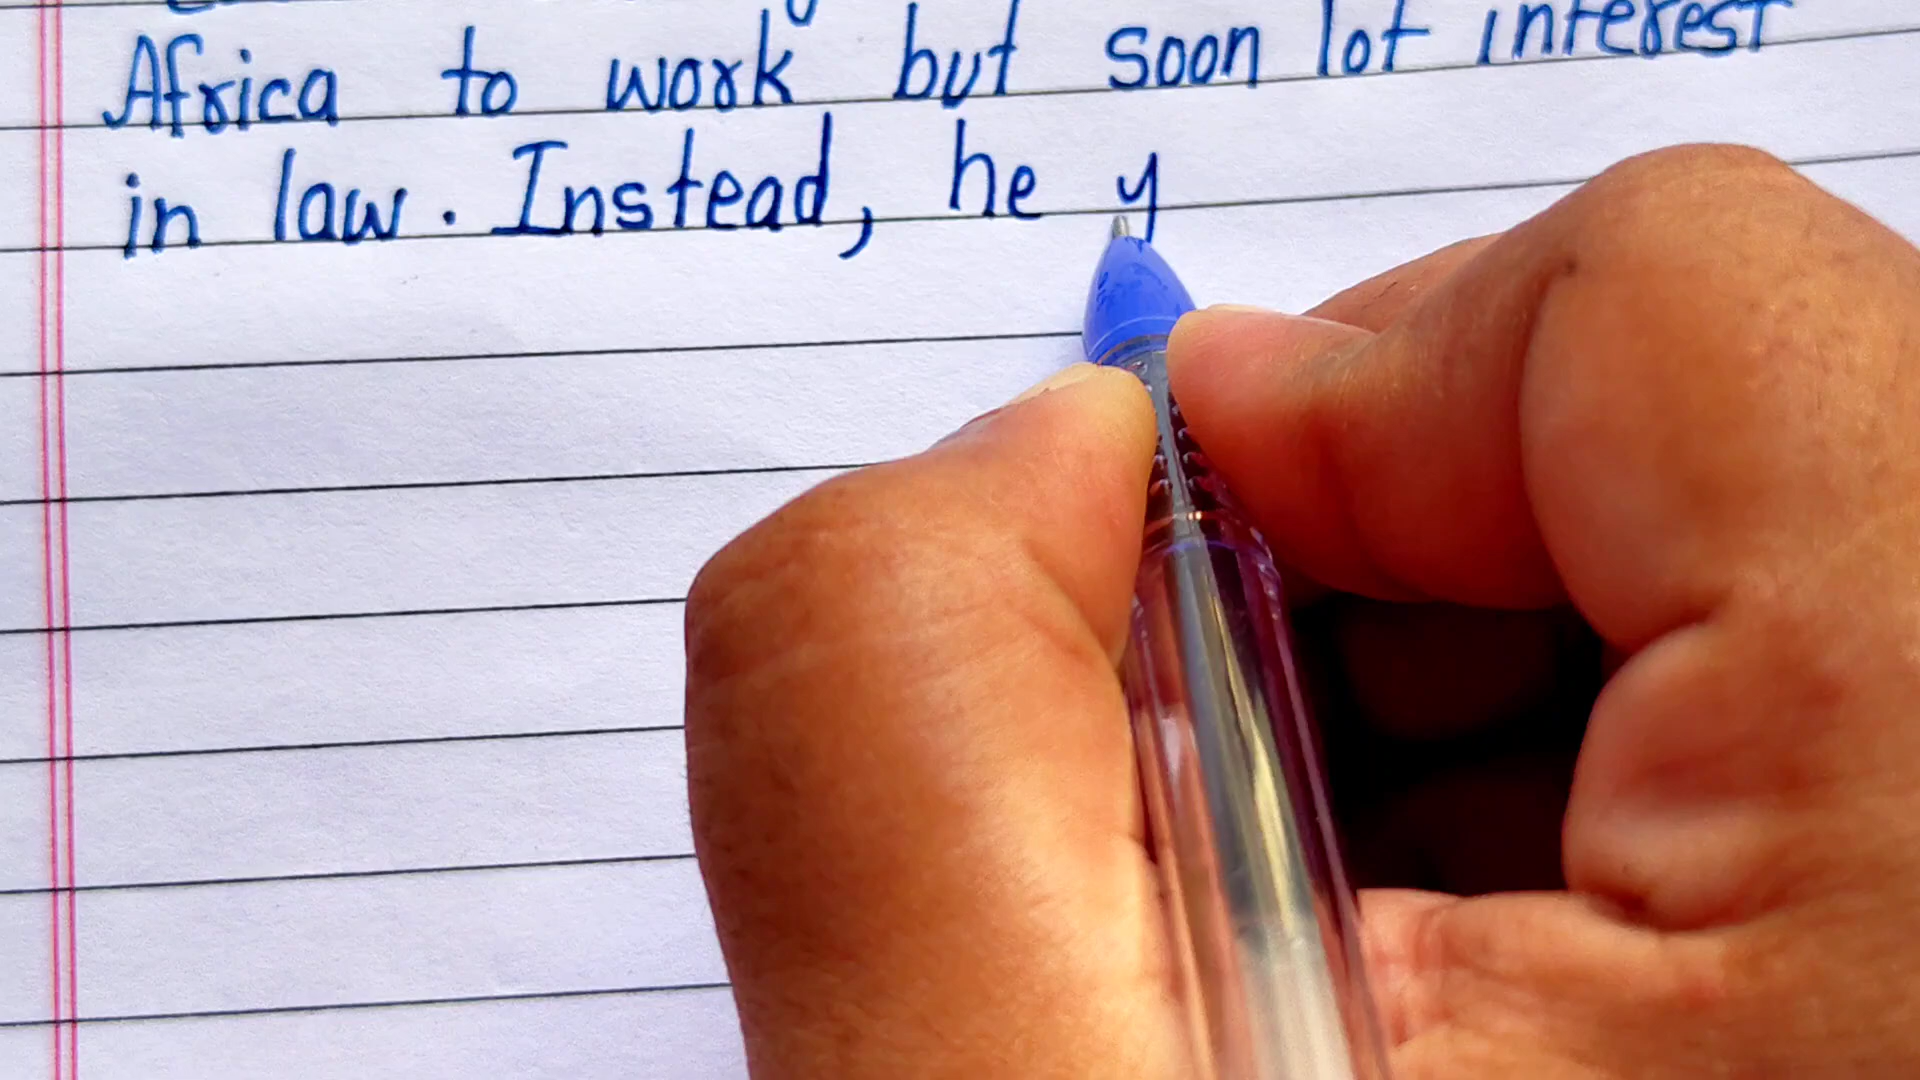 Africa to work but soon lot interest
in law. Instead, he y